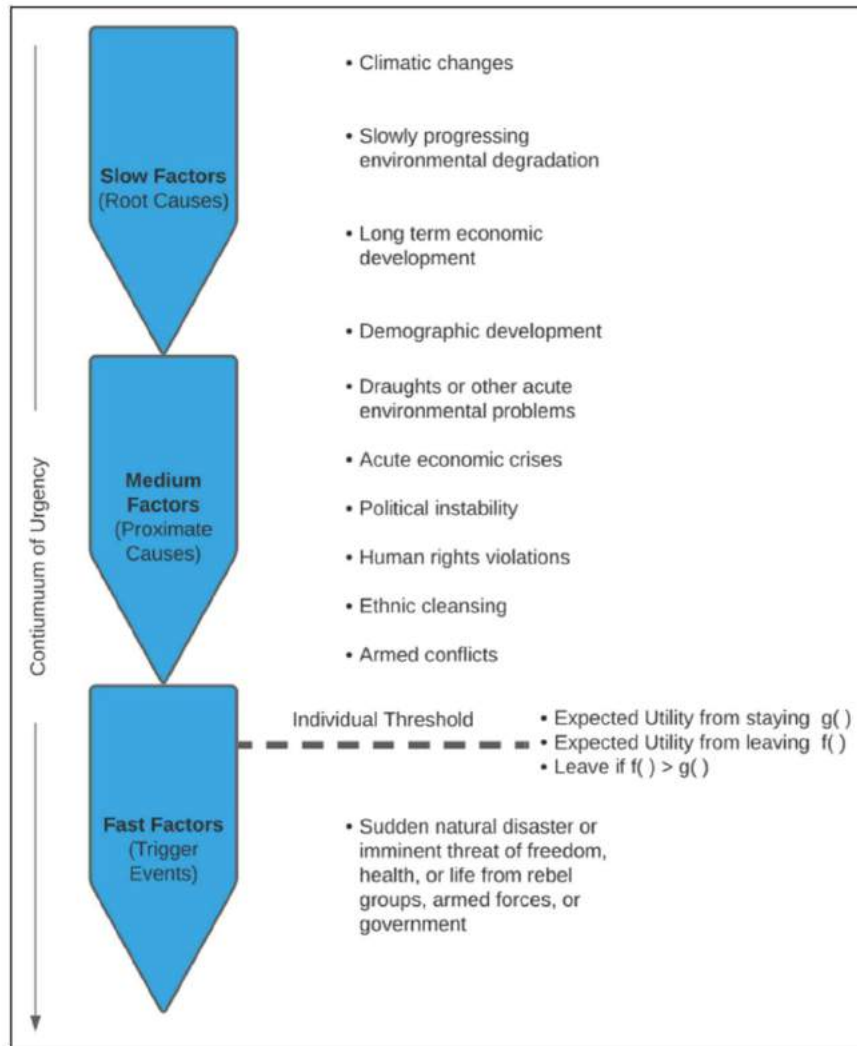 • Climatic changes
• Slowly progressing
environmental degradation
Slow Factors
(Root Causes)
• Long term economic
development
• Demographic development
• Draughts or other acute
environmental problems
• Acute economic crises
Medium
Factors
(Proximate
Causes)
• Political instability
• Human rights violations
• Ethnic cleansing
• Armed conflicts
Contiumuum of Urgency
Individual Threshold
• Expected Utility from staying g( )
• Expected Utility from leaving f( )
• Leave if f( ) > g( )
Fast Factors
(Trigger
Events)
• Sudden natural disaster or
imminent threat of freedom,
health, or life from rebel
groups, armed forces, or
government